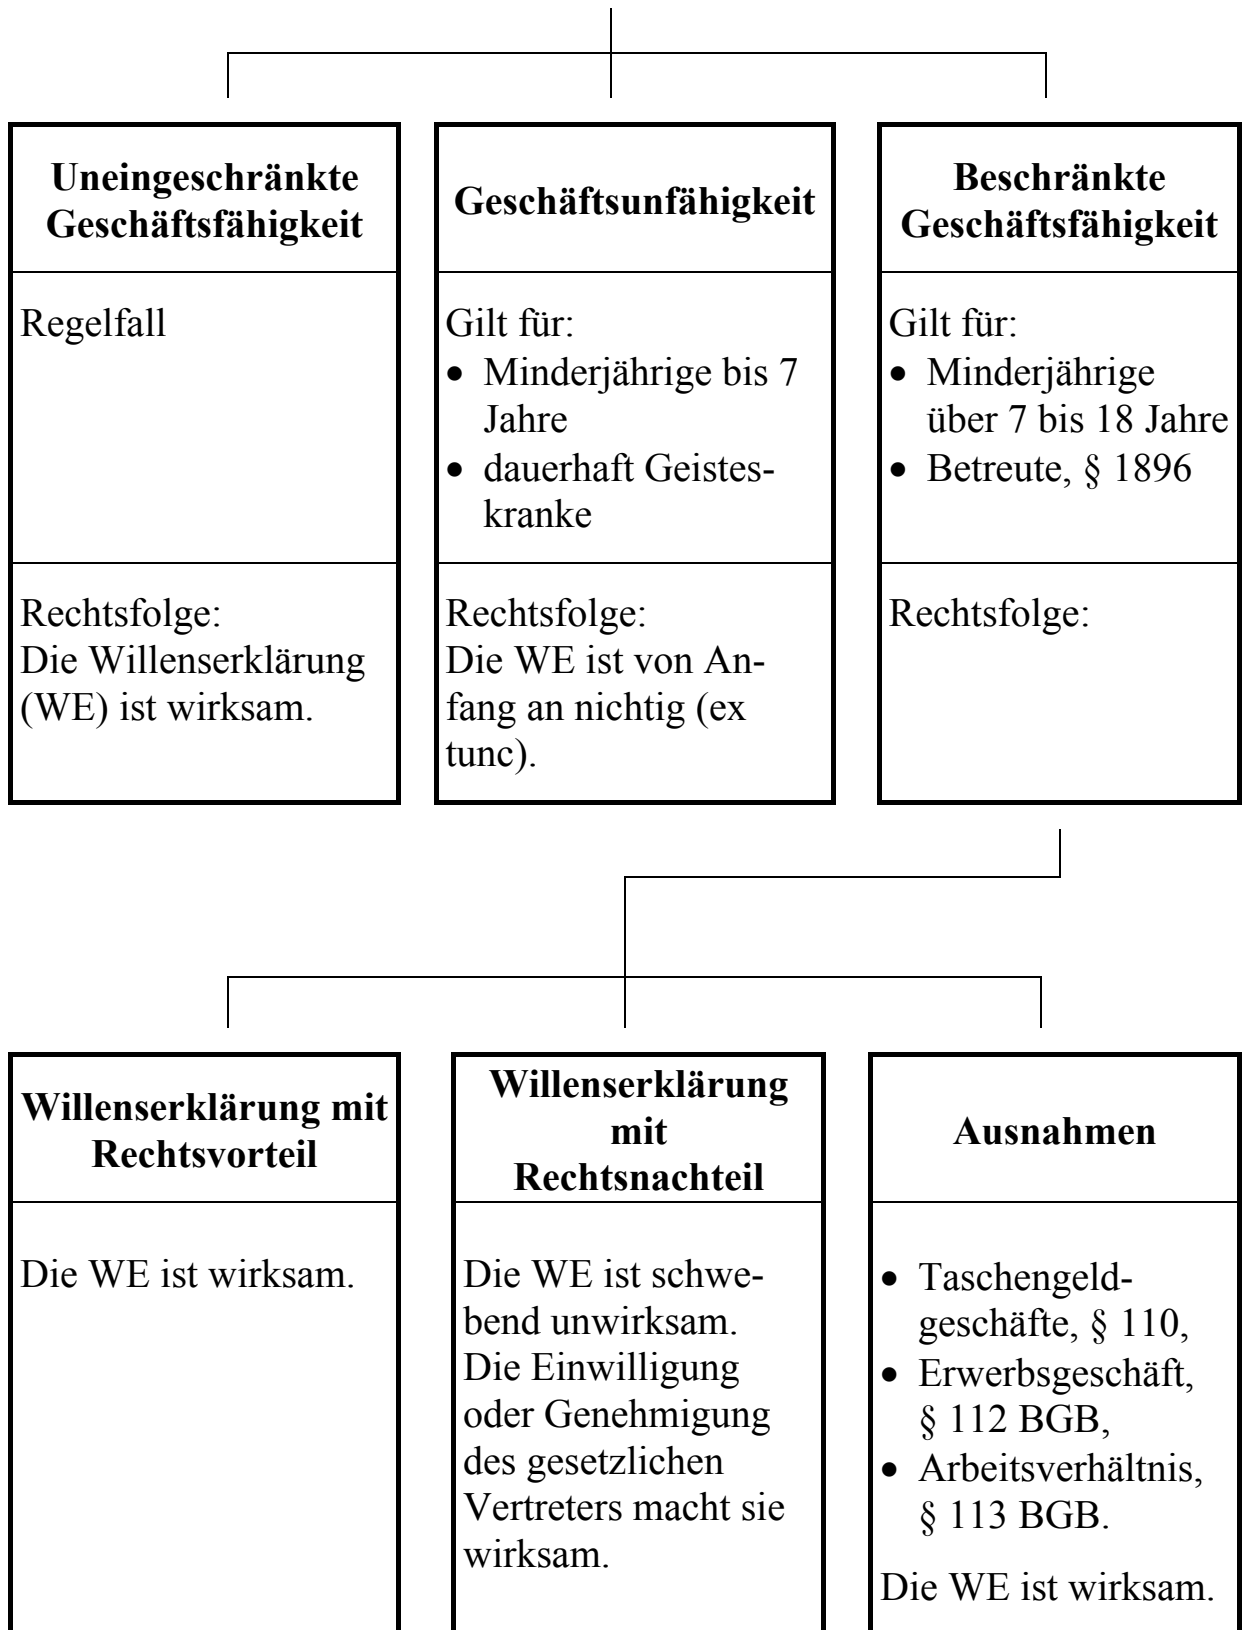 Uneingeschränkte
Geschäftsfähigkeit
Regelfall
Rechtsfolge:
Die Willenserklärung
(WE) ist wirksam.
Geschäftsunfähigkeit
Gilt für:
• Minderjährige bis 7
Jahre
• dauerhaft Geistes-
kranke
Rechtsfolge:
Die WE ist von An-
fang an nichtig (ex
tunc).
Beschränkte
Geschäftsfähigkeit
Gilt für:
• Minderjährige
über 7 bis 18 Jahre
• Betreute, § 1896
Rechtsfolge:
Willenserklärung mit
Rechtsvorteil
Die WE ist wirksam.
Willenserklärung
mit
Rechtsnachteil
Die WE ist schwe-
bend unwirksam.
Die Einwilligung
oder Genehmigung
des gesetzlichen
Vertreters macht sie
wirksam.
Ausnahmen
• Taschengeld-
geschäfte, § 110,
• Erwerbsgeschäft,
§ 112 BGB,
• Arbeitsverhältnis,
§ 113 BGB.
Die WE ist wirksam.